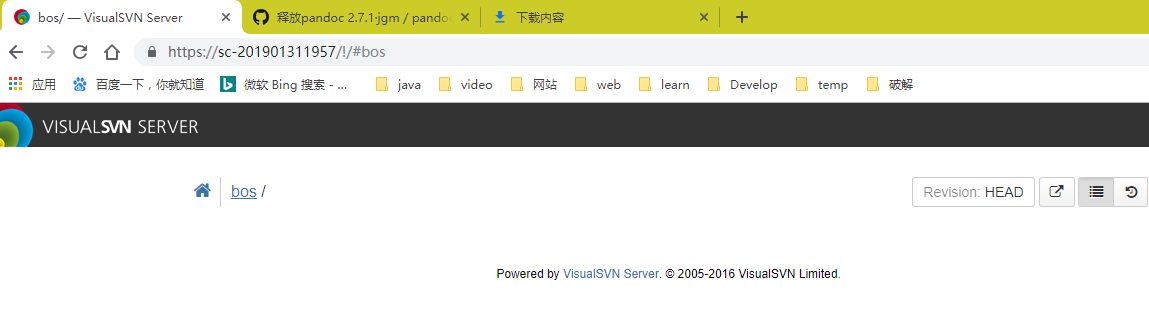 bos/ — VisualSVN Server
释放pandoc 2.7.1·jgm / pando
下载内容
https://sc-201901311957/!/#bos
应用
百度一下，你就知道
微软 Bing 搜索 - ...
java
video
网站
web
learn
Develop
temp
破解
VISUALSVN SERVER
bos /
Revision: HEAD
Powered by VisualSVN Server. © 2005-2016 VisualSVN Limited.